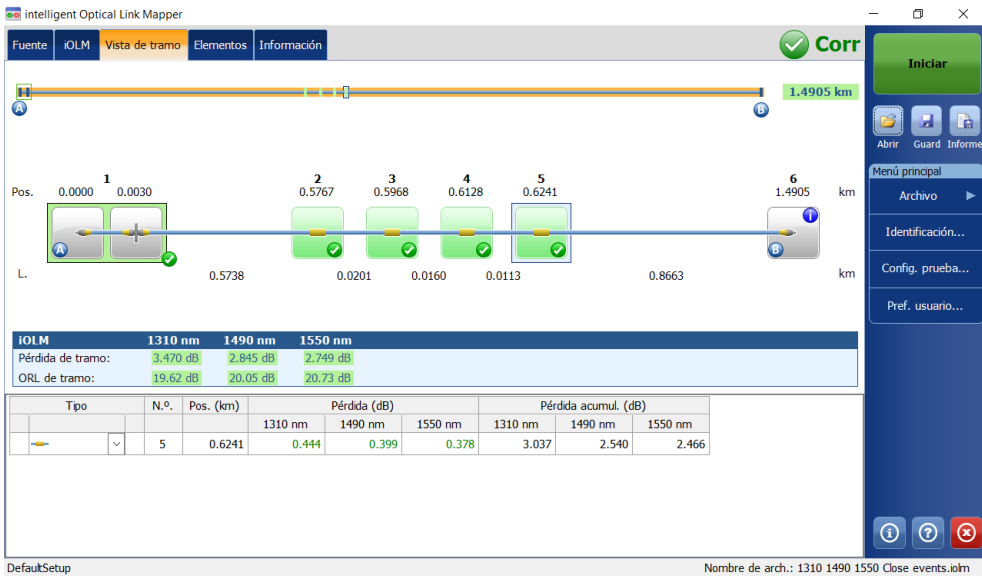 intelligent Optical Link Mapper
Fuente iOLM Vista de tramo Elementos Información
Corr
Iniciar
1.4905 km
A B
Abrir Guard Informe
Menú principal
Archivo
Identificación...
Config. prueba...
Pref. usuario...
1 2 3 4 5 6
Pos. 0.0000 0.0030 0.5767 0.5968 0.6128 0.6241 1.4905 km
i
A B
L. 0.5738 0.0201 0.0160 0.0113 0.8663 km
iOLM 1310 nm 1490 nm 1550 nm
Pérdida de tramo: 3.470 dB 2.845 dB 2.749 dB
ORL de tramo: 19.62 dB 20.05 dB 20.73 dB
Tipo N.º. Pos. (km) Pérdida (dB) Pérdida acumul. (dB)
1310 nm 1490 nm 1550 nm 1310 nm 1490 nm 1550 nm
5 0.6241 0.444 0.399 0.378 3.037 2.540 2.466
DefaultSetup
Nombre de arch.: 1310 1490 1550 Close events.iolm